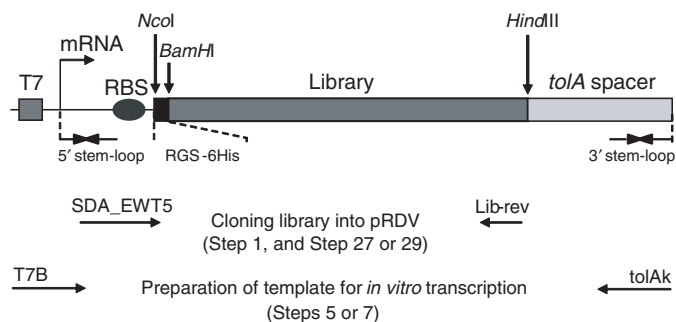 NcoI
HindIII
mRNA
BamHI
T7
RBS
Library
tolA spacer
5′ stem-loop
RGS-6His
3′ stem-loop
SDA_EWT5
Cloning library into pRDV
Lib-rev
(Step 1, and Step 27 or 29)
T7B
Preparation of template for in vitro transcription
tolAk
(Steps 5 or 7)